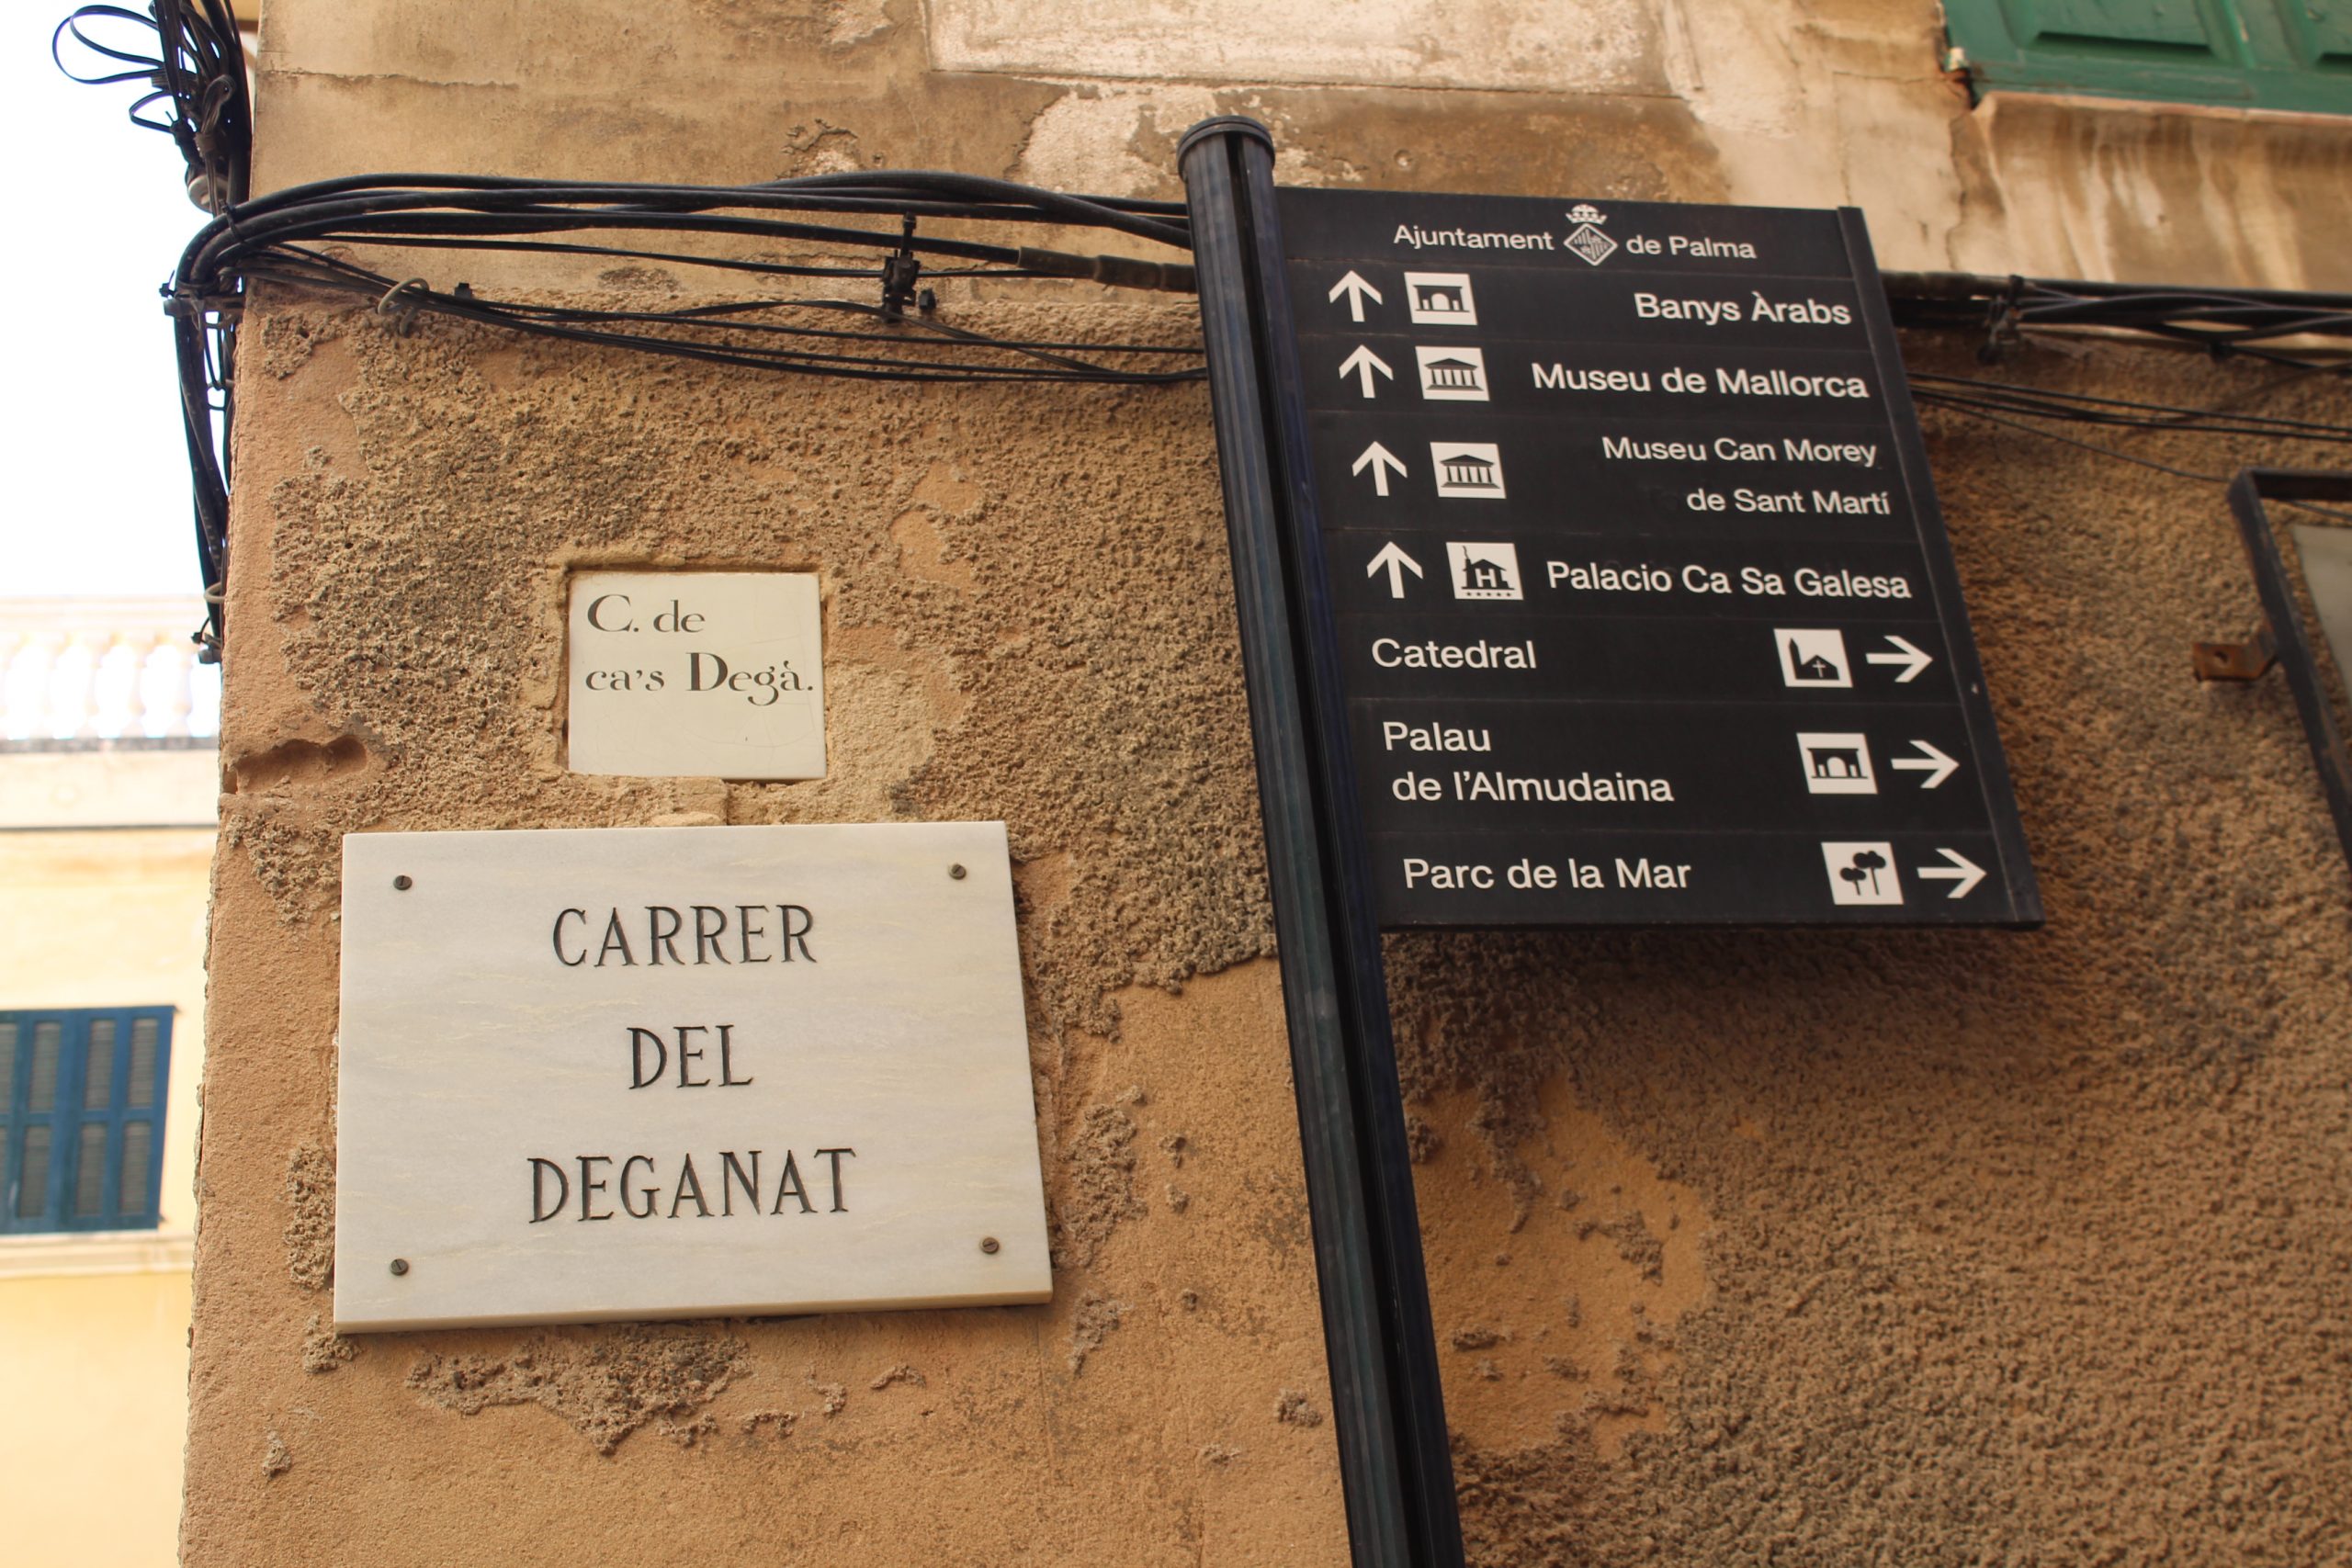 C. de
ca's Degà.
CARRER
DEL
DEGANAT
Ajuntament de Palma
Banys Àrabs
Museu de Mallorca
Museu Can Morey
de Sant Martí
H Palacio Ca Sa Galesa
Catedral
Palau
de l'Almudaina
Parc de la Mar